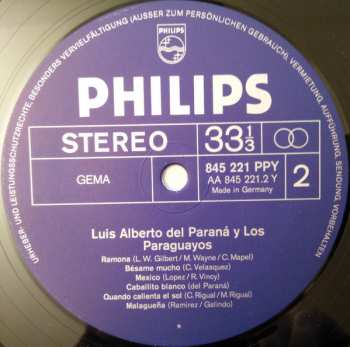 URHEBER- UND LEISTUNGSSCHUTZRECHTE, BESONDERS VERVIELFÄLTIGUNG (AUSSER ZUM PERSÖNLICHEN GEBRAUCH), VERMIETUNG, AUFFÜHRUNG, SENDUNG, VORBEHALTEN
PHILIPS
PHILIPS
STEREO
33 1/3
GEMA
845 221 PPY
AA 845 221.2 Y
Made in Germany
2
Luis Alberto del Paraná y Los
Paraguayos
Ramona (L. W. Gilbert / M. Wayne / C. Mapel)
Bésame mucho (C. Velasquez)
Mexico (Lopez / R. Vincy)
Caballito blanco (del Paraná)
Quando calienta el sol (C. Rigual / M. Rigual)
Malagueña (Ramirez / Galindo)